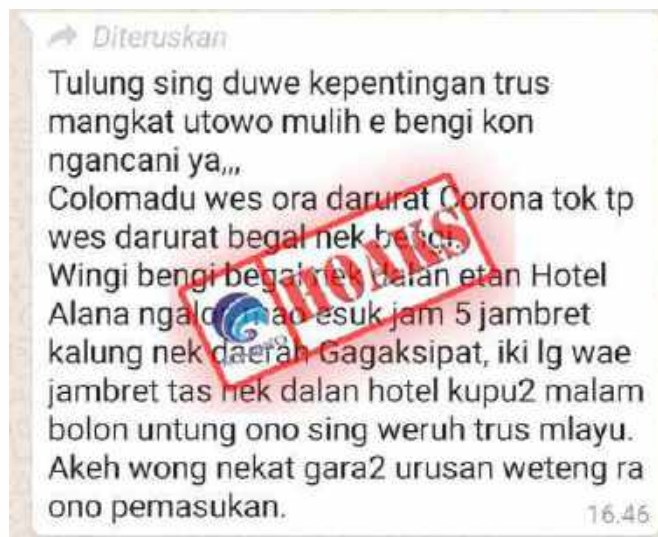 Diteruskan
Tulung sing duwe kepentingan trus
mangkat utowo mulih e bengi kon
ngancani ya,,,
Colomadu wes ora darurat Corona tok tp
wes darurat begal nek bengi.
Wingi bengi begal nek dalan etan Hotel
Alana esuk jam 5 jambret
kalung nek daerah Gagaksipat, iki lg wae
jambret tas nek dalan hotel kupu2 malam
bolon untung ono sing weruh trus mlayu.
Akeh wong nekat gara2 urusan weteng ra
ono pemasukan.
16.46
HOAKS